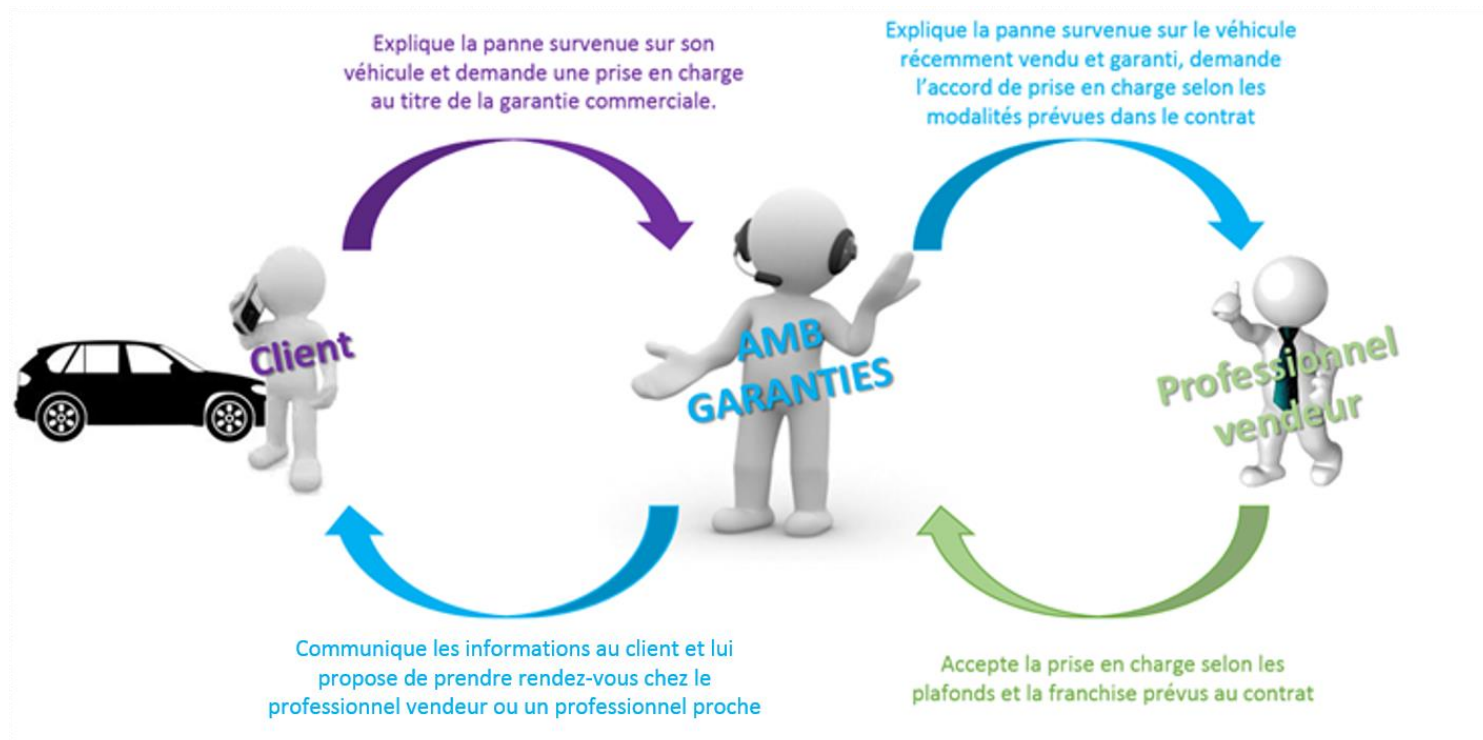 Explique la panne survenue sur son
véhicule et demande une prise en charge
au titre de la garantie commerciale.
Explique la panne survenue sur le véhicule
récemment vendu et garanti, demande
l'accord de prise en charge selon les
modalités prévues dans le contrat
Client
AMB
GARANTIES
Professionnel
vendeur
Communique les informations au client et lui
propose de prendre rendez-vous chez le
professionnel vendeur ou un professionnel proche
Accepte la prise en charge selon les
plafonds et la franchise prévus au contrat